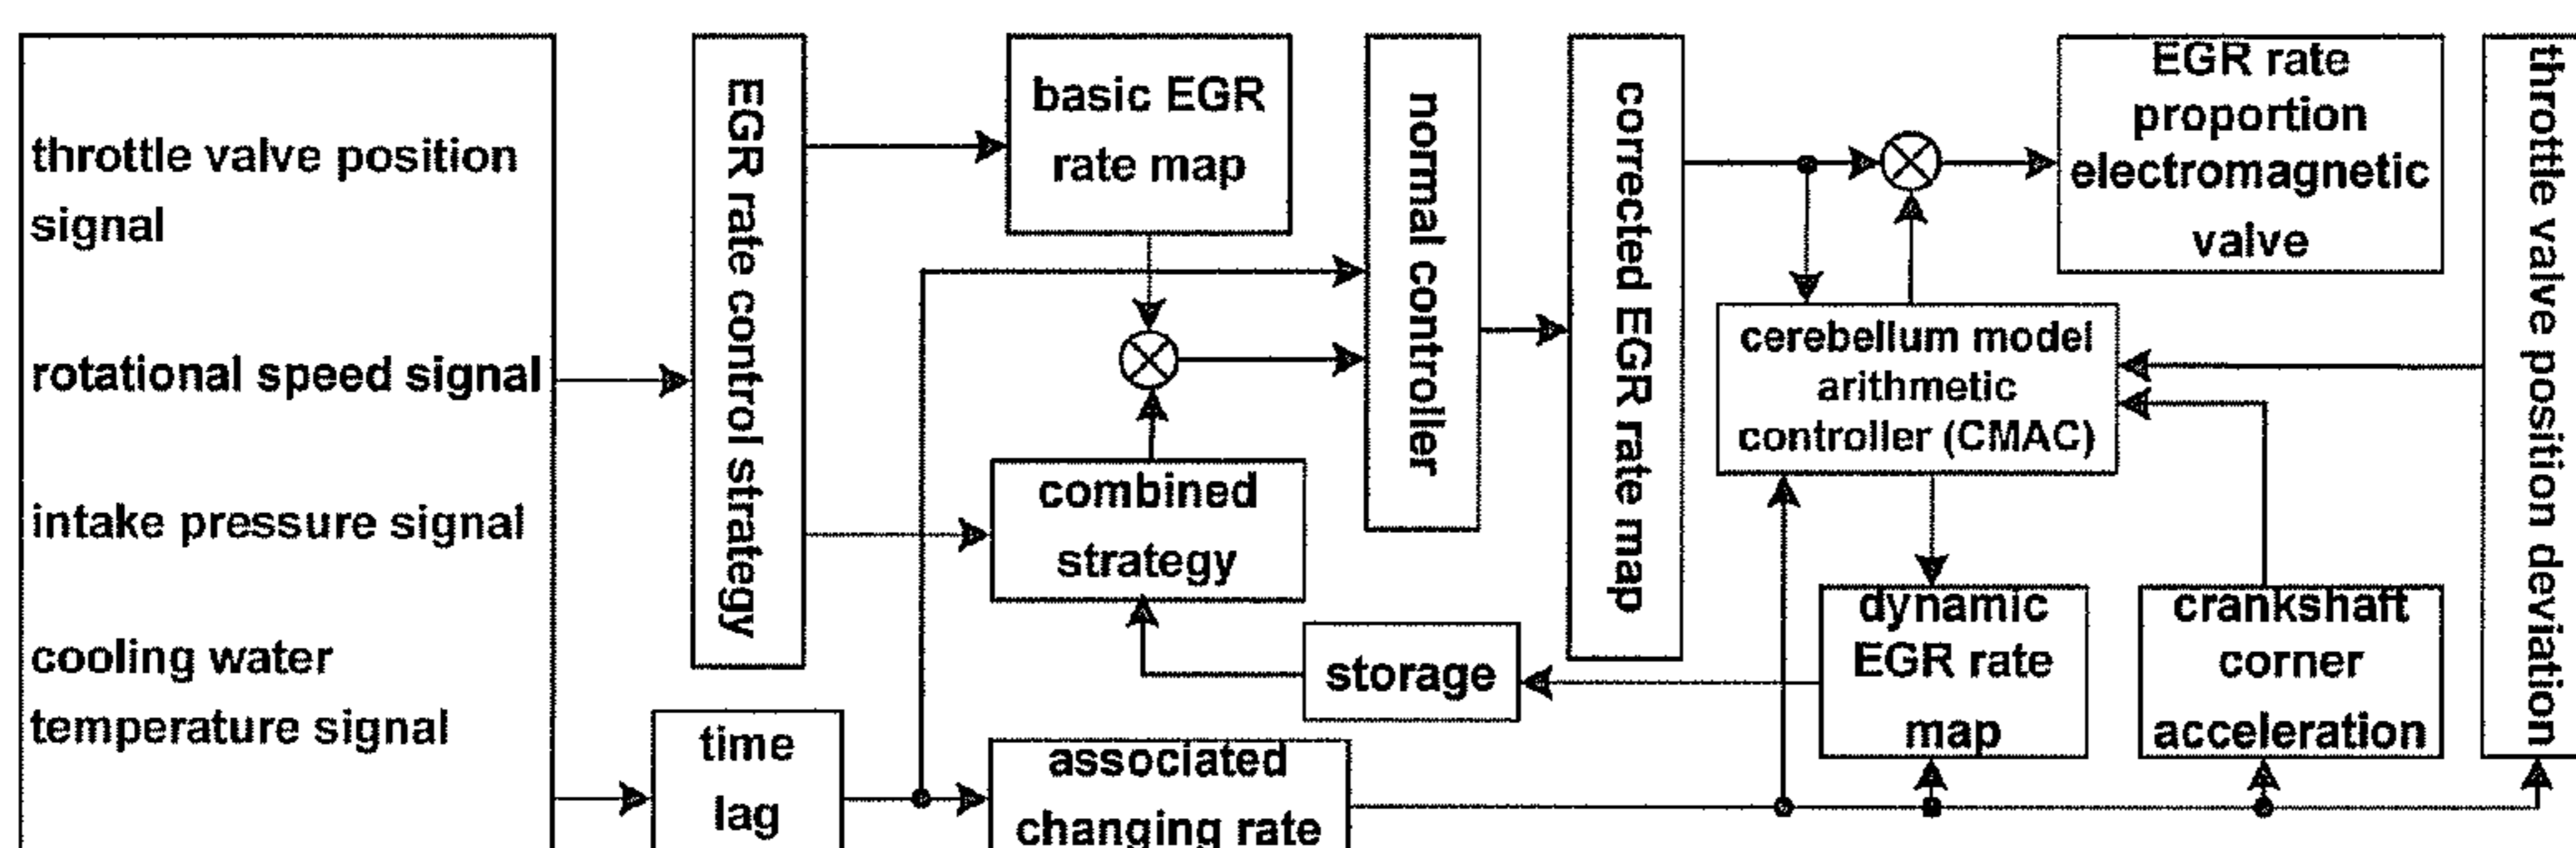 throttle valve position
signal
rotational speed signal
intake pressure signal
cooling water
temperature signal
EGR rate control strategy
time
lag
basic EGR
rate map
combined
strategy
associated
changing rate
storage
normal controller
corrected EGR rate map
EGR rate
proportion
electromagnetic
valve
cerebellum model
arithmetic
controller (CMAC)
dynamic
EGR rate
map
crankshaft
corner
acceleration
throttle valve position deviation